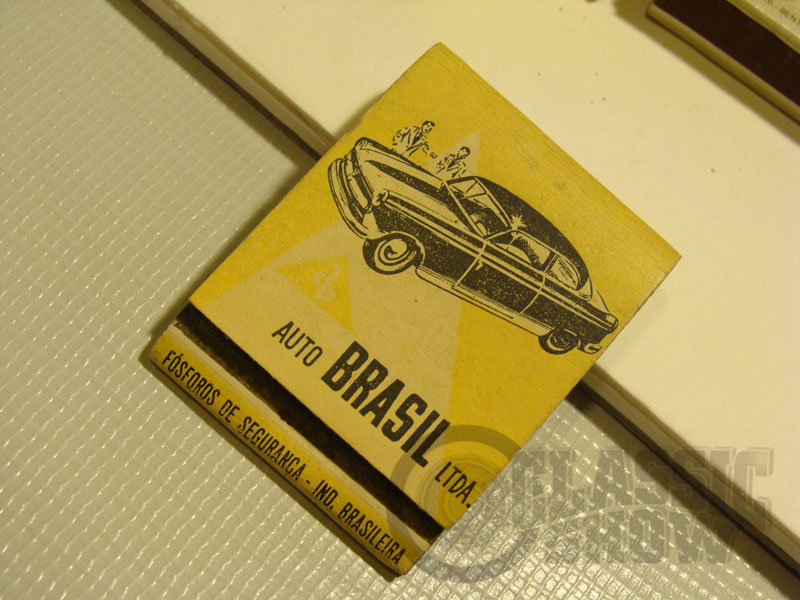 AUTO BRASIL LTDA.
FÓSFOROS DE SEGURANÇA - IND. BRASILEIRA
CLASSIC
SHOW